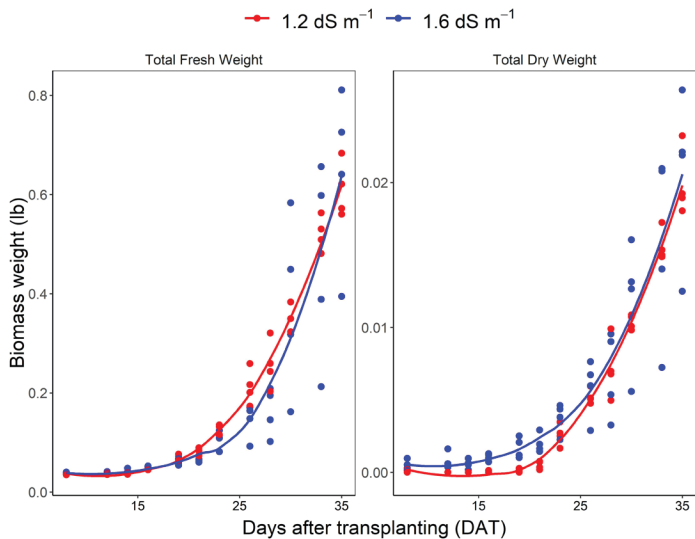 1.2 dS m⁻¹ 1.6 dS m⁻¹
Total Fresh Weight Total Dry Weight
Biomass weight (lb)
0.8
0.6
0.4
0.2
0.0
0.02
0.01
0.00
15 25 35 15 25 35
Days after transplanting (DAT)